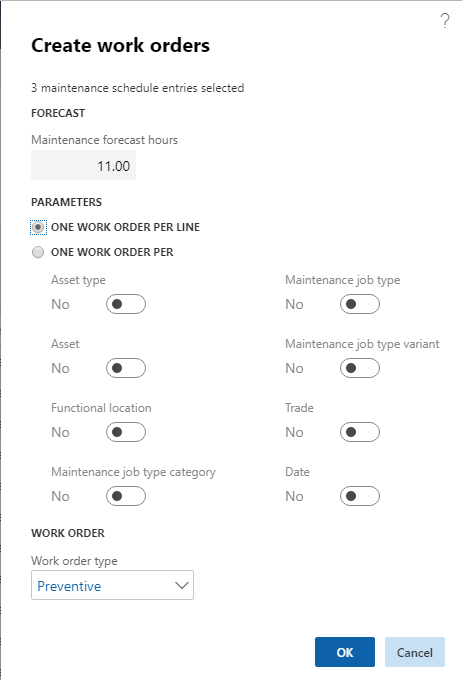 ?
Create work orders
3 maintenance schedule entries selected
FORECAST
Maintenance forecast hours
11.00
PARAMETERS
ONE WORK ORDER PER LINE
ONE WORK ORDER PER
Asset type
Maintenance job type
No
No
Asset
Maintenance job type variant
No
No
Functional location
Trade
No
No
Maintenance job type category
Date
No
No
WORK ORDER
Work order type
Preventive
OK
Cancel